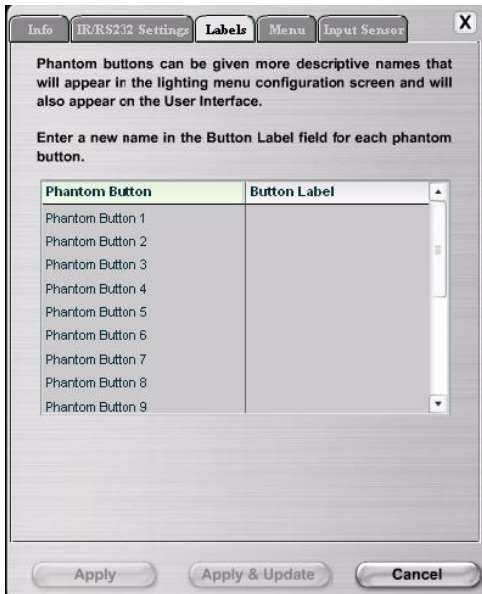 Info IR/RS232 Settings Labels Menu Input Sensor X
Phantom buttons can be given more descriptive names that
will appear in the lighting menu configuration screen and will
also appear on the User Interface.
Enter a new name in the Button Label field for each phantom
button.
Phantom Button Button Label
Phantom Button 1
Phantom Button 2
Phantom Button 3
Phantom Button 4
Phantom Button 5
Phantom Button 6
Phantom Button 7
Phantom Button 8
Phantom Button 9
Apply Apply & Update Cancel